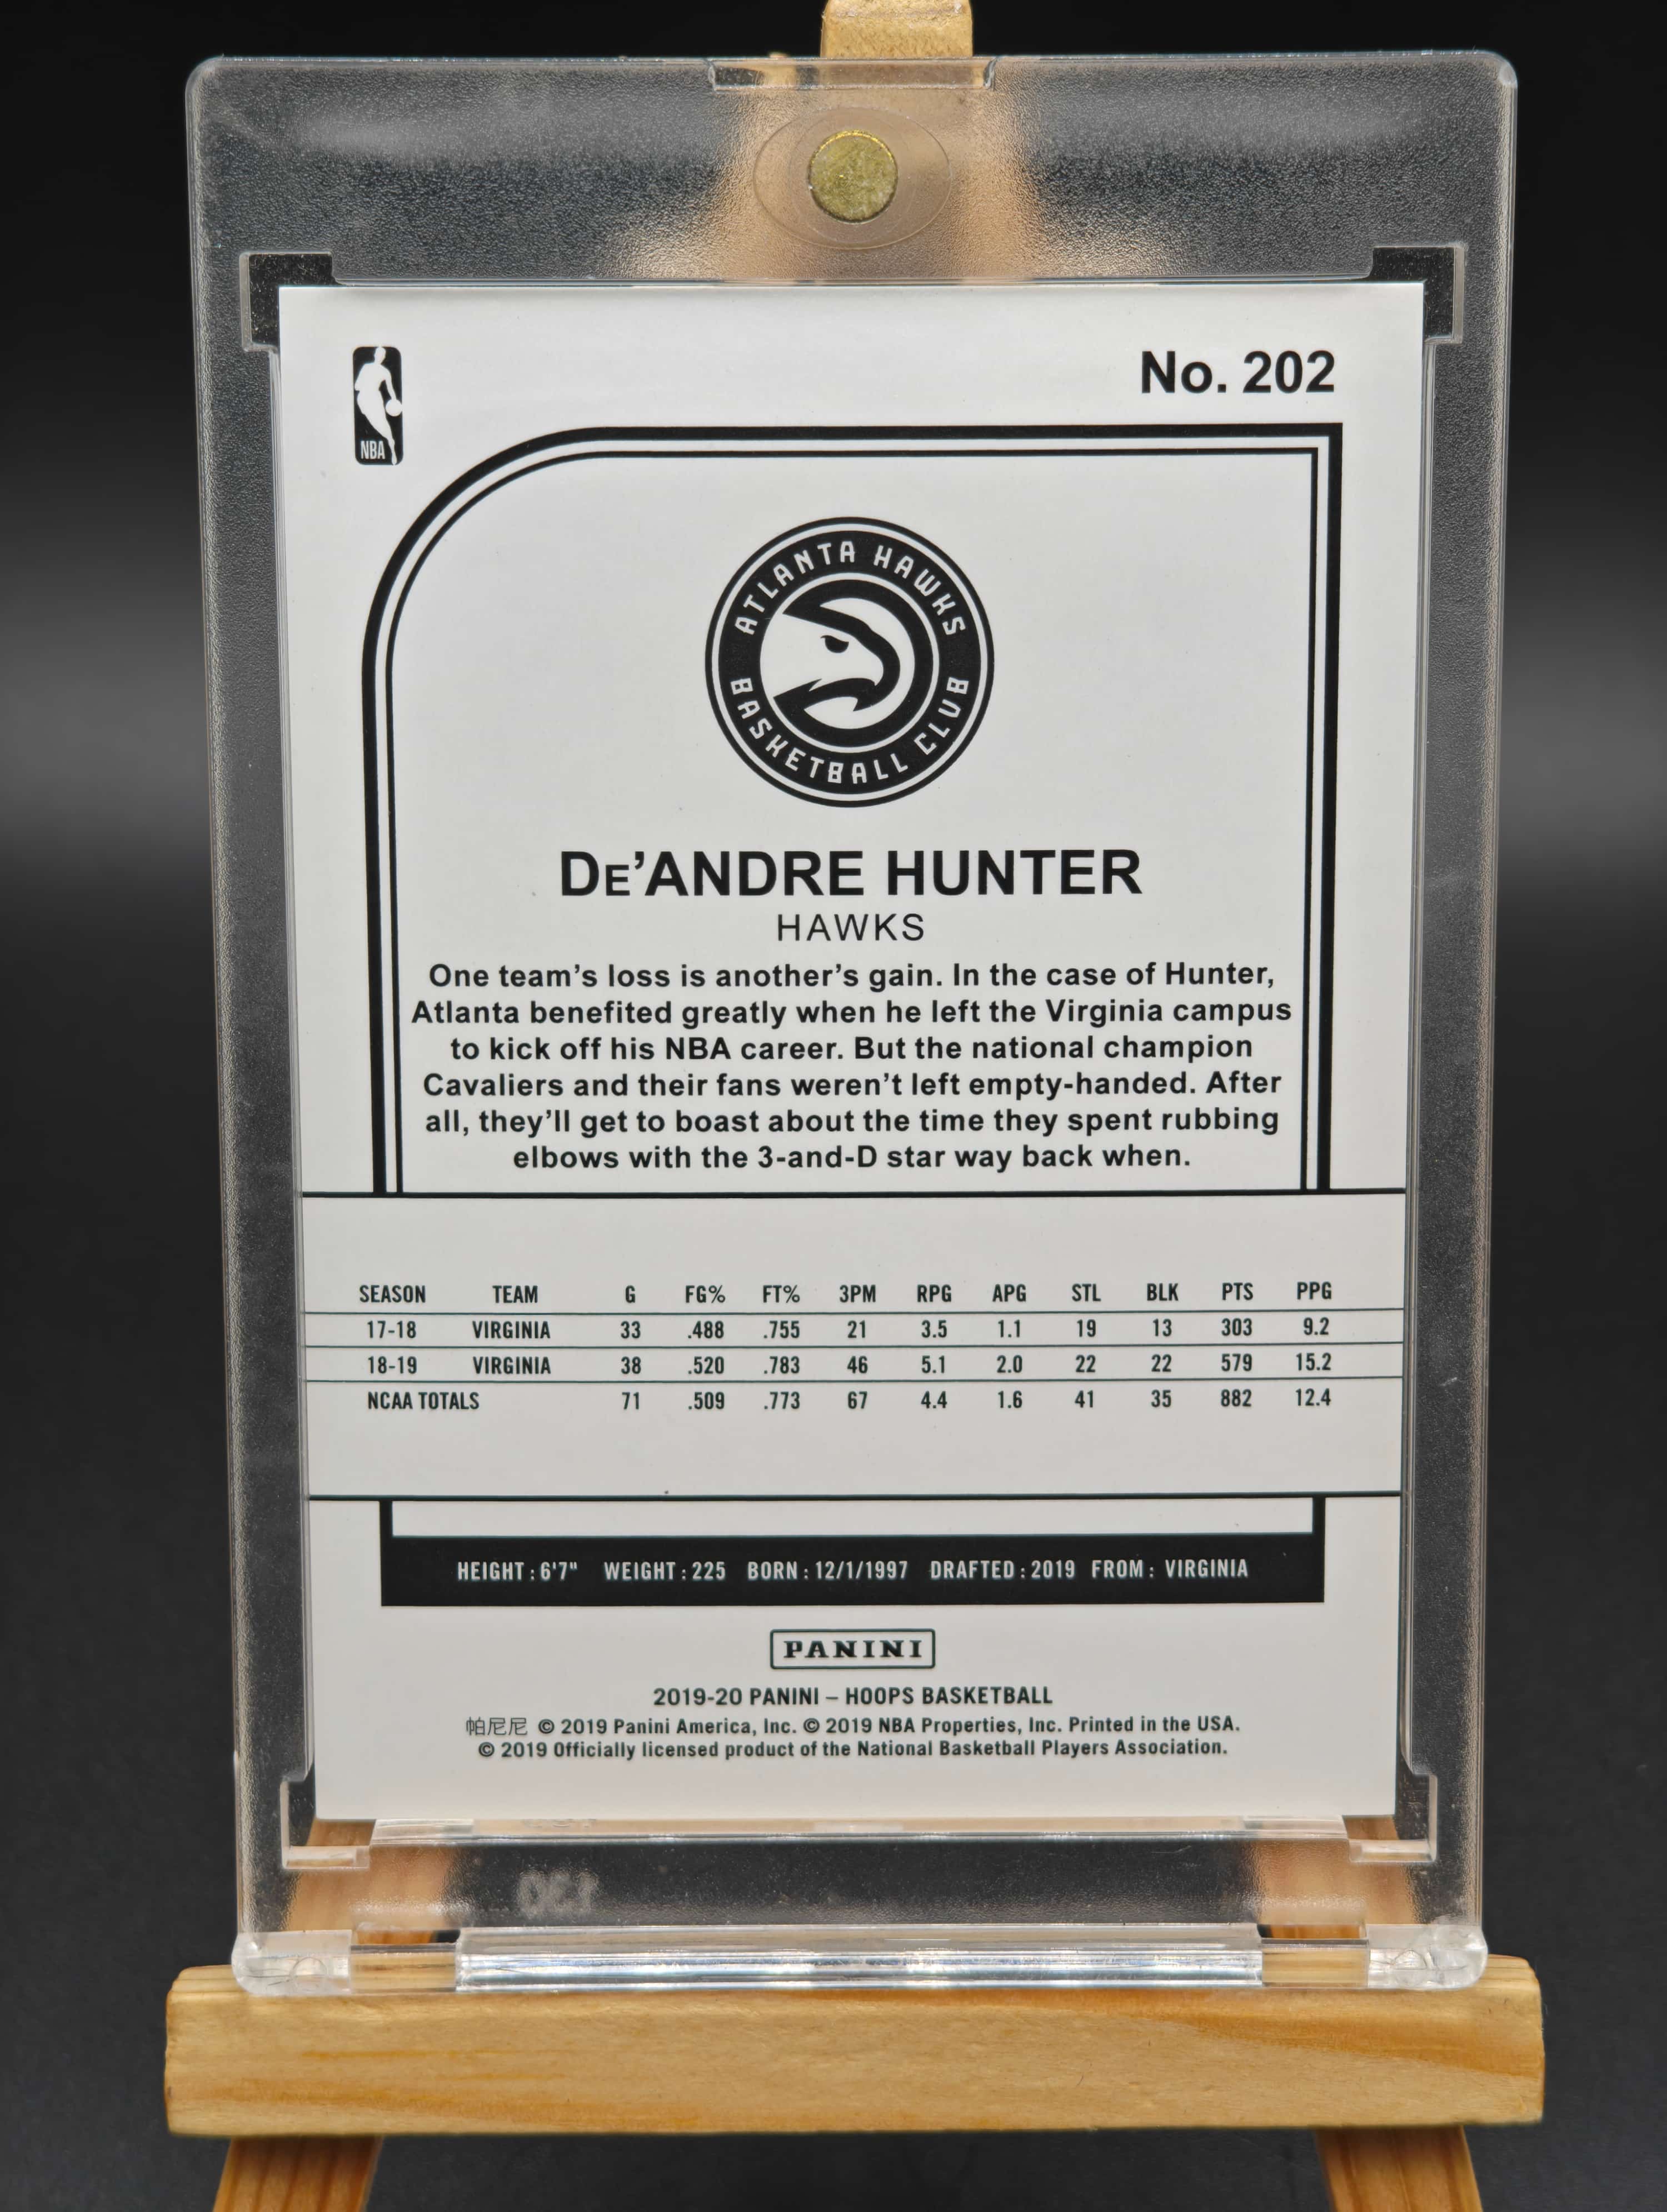 No. 202
NBA
ATLANTA HAWKS
BASKETBALL CLUB
DE'ANDRE HUNTER
HAWKS
One team's loss is another's gain. In the case of Hunter,
Atlanta benefited greatly when he left the Virginia campus
to kick off his NBA career. But the national champion
Cavaliers and their fans weren't left empty-handed. After
all, they'll get to boast about the time they spent rubbing
elbows with the 3-and-D star way back when.
SEASON TEAM G FG% FT% 3PM RPG APG STL BLK PTS PPG
17-18 VIRGINIA 33 .488 .755 21 3.5 1.1 19 13 303 9.2
18-19 VIRGINIA 38 .520 .783 46 5.1 2.0 22 22 579 15.2
NCAA TOTALS 71 .509 .773 67 4.4 1.6 41 35 882 12.4
HEIGHT : 6'7" WEIGHT : 225 BORN : 12/1/1997 DRAFTED : 2019 FROM : VIRGINIA
PANINI
2019-20 PANINI – HOOPS BASKETBALL
帕尼尼 © 2019 Panini America, Inc. © 2019 NBA Properties, Inc. Printed in the USA.
© 2019 Officially licensed product of the National Basketball Players Association.